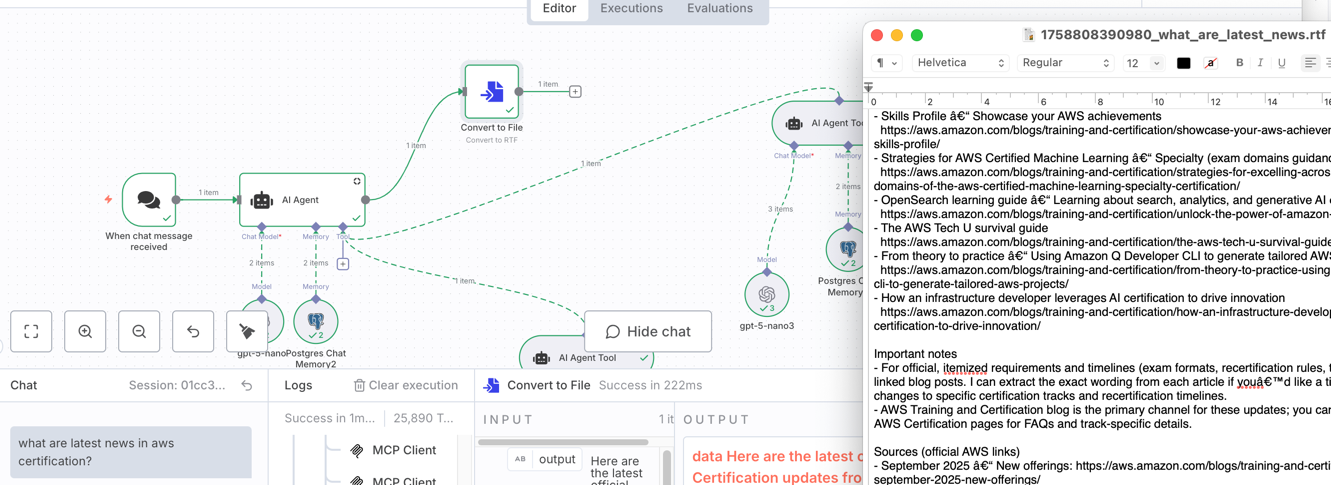 Editor
Executions
Evaluations
1 item
Convert to File
Convert to RTF
1 item
1 item
1 item
When chat message
received
AI Agent
Chat Model*
Memory
Tool
2 items
2 items
Model
Memory
gpt-5-nano
Postgres Chat
Memory2
1 item
AI Agent Tool
AI Agent Too
Chat Model*
Memory
3 items
2 items
Model
Memory
3
gpt-5-nano3
2
2
2
Postgres C
Memory
Hide chat
Chat
Session: 01cc3...
what are latest news in aws
certification?
Logs
Clear execution
Success in 1m...
25,890 T...
MCP Client
MCP Client
Convert to File
Success in 222ms
INPUT
1 it
AB output
Here are
the latest
official
OUTPUT
data Here are the latest o
Certification updates fro
1758808390980_what_are_latest_news.rtf
¶
Helvetica
Regular
12
a
B
I
U
0 2 4 6 8 10 12 14 16
- Skills Profile â€“ Showcase your AWS achievements
https://aws.amazon.com/blogs/training-and-certification/showcase-your-aws-achiever
skills-profile/
- Strategies for AWS Certified Machine Learning â€“ Specialty (exam domains guidanc
https://aws.amazon.com/blogs/training-and-certification/strategies-for-excelling-across
domains-of-the-aws-certified-machine-learning-specialty-certification/
- OpenSearch learning guide â€“ Learning about search, analytics, and generative AI
https://aws.amazon.com/blogs/training-and-certification/unlock-the-power-of-amazon-
- The AWS Tech U survival guide
https://aws.amazon.com/blogs/training-and-certification/the-aws-tech-u-survival-guide
- From theory to practice â€“ Using Amazon Q Developer CLI to generate tailored AWS
https://aws.amazon.com/blogs/training-and-certification/from-theory-to-practice-using
cli-to-generate-tailored-aws-projects/
- How an infrastructure developer leverages AI certification to drive innovation
https://aws.amazon.com/blogs/training-and-certification/how-an-infrastructure-develop
certification-to-drive-innovation/
Important notes
- For official, itemized requirements and timelines (exam formats, recertification rules, t
linked blog posts. I can extract the exact wording from each article if youâ€™d like a ti
changes to specific certification tracks and recertification timelines.
- AWS Training and Certification blog is the primary channel for these updates; you can
AWS Certification pages for FAQs and track-specific details.
Sources (official AWS links)
- September 2025 â€“ New offerings: https://aws.amazon.com/blogs/training-and-certi
september-2025-new-offerings/